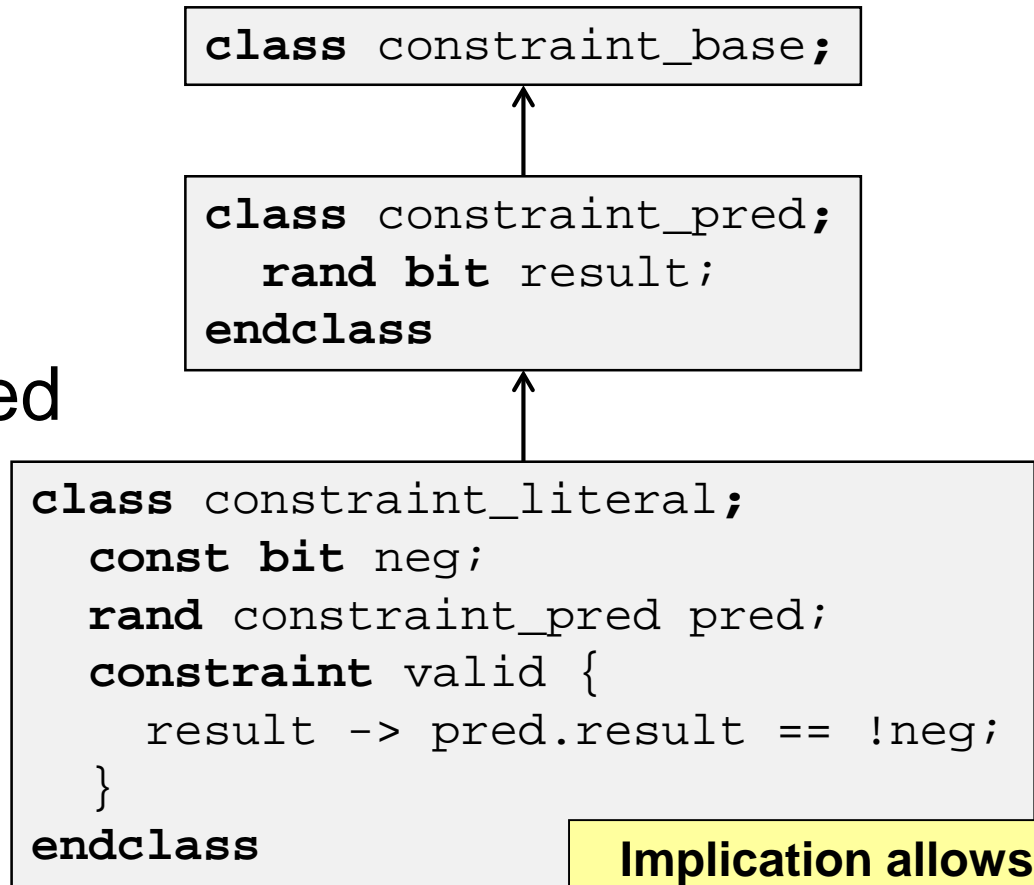 class constraint_base;
class constraint_pred;
rand bit result;
endclass
ed
class constraint_literal;
const bit neg;
rand constraint_pred pred;
constraint valid {
result -> pred.result == !neg;
}
endclass
Implication allows